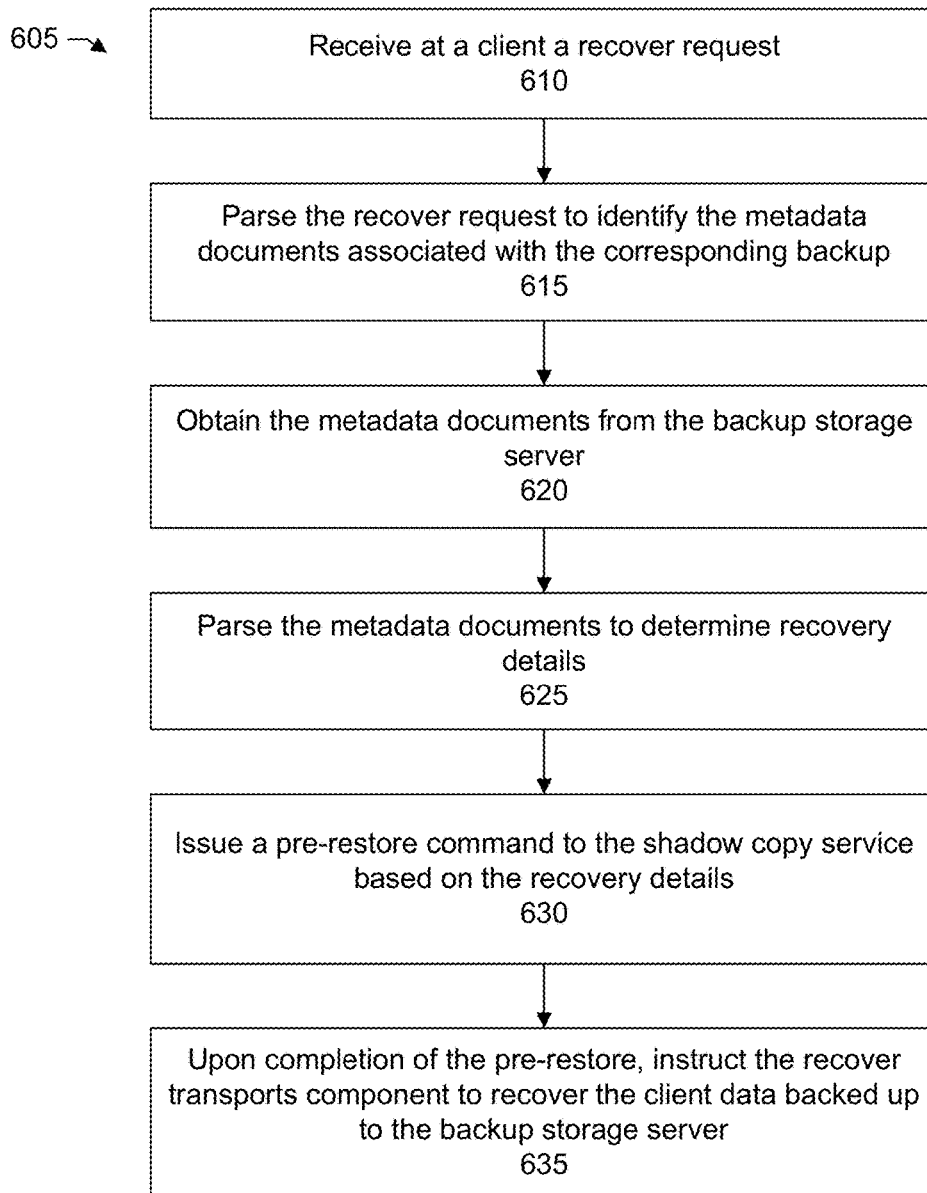 605
Receive at a client a recover request
610
Parse the recover request to identify the metadata
documents associated with the corresponding backup
615
Obtain the metadata documents from the backup storage
server
620
Parse the metadata documents to determine recovery
details
625
Issue a pre-restore command to the shadow copy service
based on the recovery details
630
Upon completion of the pre-restore, instruct the recover
transports component to recover the client data backed up
to the backup storage server
635